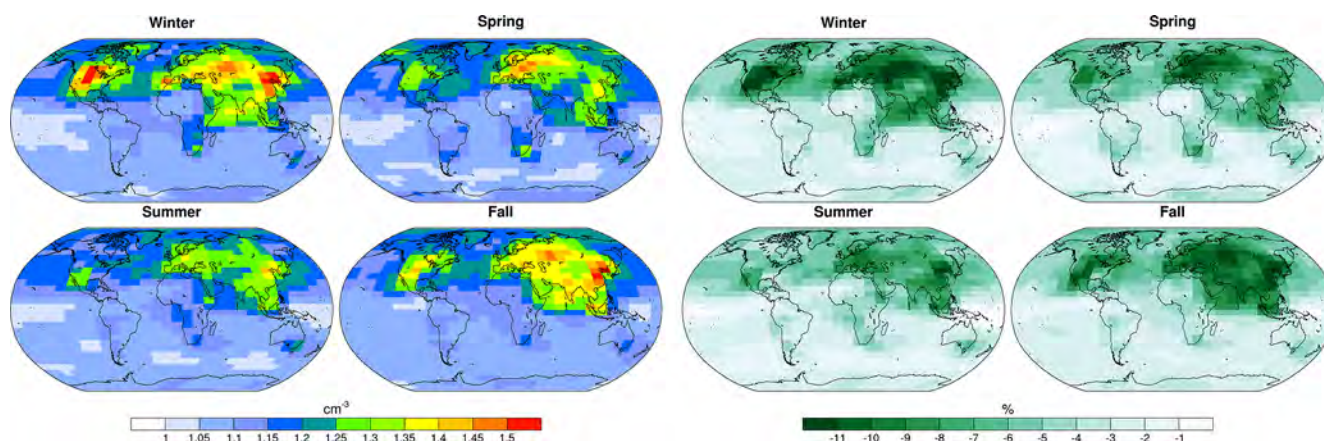 Winter Spring Winter Spring
Summer Fall Summer Fall
cm⁻³ %
1 1.05 1.1 1.15 1.2 1.25 1.3 1.35 1.4 1.45 1.5 -11 -10 -9 -8 -7 -6 -5 -4 -3 -2 -1